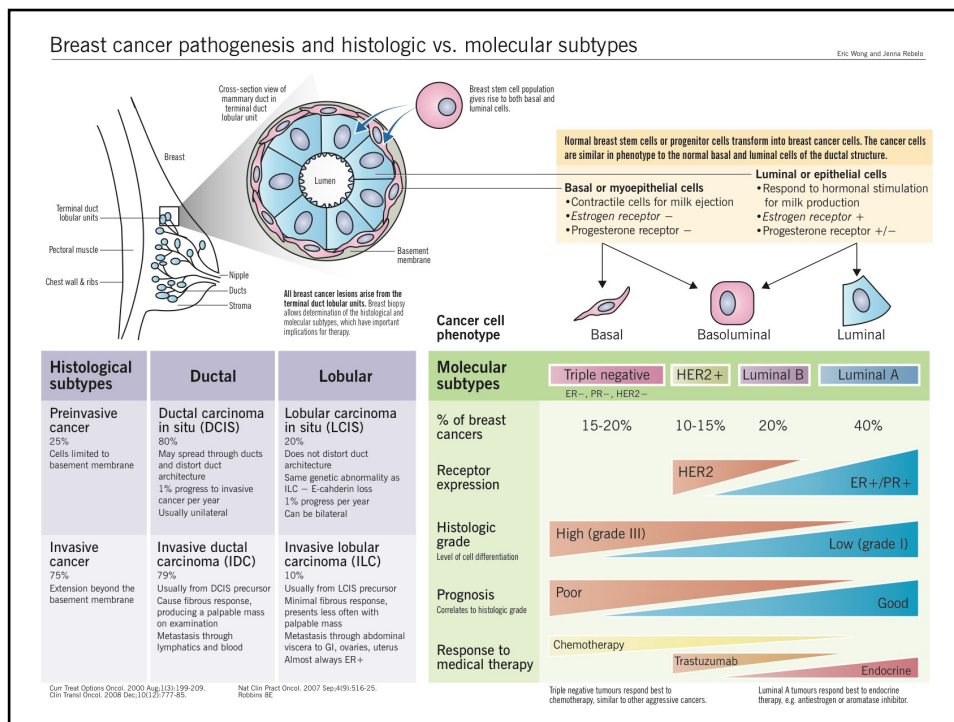 Breast cancer pathogenesis and histologic vs. molecular subtypes
Eric Wong and Jenna Rebelo
Cross-section view of
mammary duct in
terminal duct
lobular unit
Breast stem cell population
gives rise to both basal and
luminal cells.
Breast
Lumen
Terminal duct
lobular units
Pectoral muscle
Chest wall & ribs
Basement
membrane
Nipple
Ducts
Stroma
All breast cancer lesions arise from the
terminal duct lobular units. Breast biopsy
allows determination of the histological and
molecular subtypes, which have important
implications for therapy.
Normal breast stem cells or progenitor cells transform into breast cancer cells. The cancer cells
are similar in phenotype to the normal basal and luminal cells of the ductal structure.
Basal or myoepithelial cells
•Contractile cells for milk ejection
•Estrogen receptor −
•Progesterone receptor −
Luminal or epithelial cells
•Respond to hormonal stimulation
for milk production
•Estrogen receptor +
•Progesterone receptor +/−
Cancer cell
phenotype
Basal
Basoluminal
Luminal
Histological
subtypes
Ductal
Lobular
Preinvasive
cancer
25%
Cells limited to
basement membrane
Ductal carcinoma
in situ (DCIS)
80%
May spread through ducts
and distort duct
architecture
1% progress to invasive
cancer per year
Usually unilateral
Lobular carcinoma
in situ (LCIS)
20%
Does not distort duct
architecture
Same genetic abnormality as
ILC − E-cahderin loss
1% progress per year
Can be bilateral
Invasive
cancer
75%
Extension beyond the
basement membrane
Invasive ductal
carcinoma (IDC)
79%
Usually from DCIS precursor
Cause fibrous response,
producing a palpable mass
on examination
Metastasis through
lymphatics and blood
Invasive lobular
carcinoma (ILC)
10%
Usually from LCIS precursor
Minimal fibrous response,
presents less often with
palpable mass
Metastasis through abdominal
viscera to GI, ovaries, uterus
Almost always ER+
Molecular
subtypes
Triple negative
ER−, PR−, HER2−
HER2+
Luminal B
Luminal A
% of breast
cancers
15-20%
10-15%
20%
40%
Receptor
expression
HER2
ER+/PR+
Histologic
grade
Level of cell differentiation
High (grade III)
Low (grade I)
Prognosis
Correlates to histologic grade
Poor
Good
Response to
medical therapy
Chemotherapy
Trastuzumab
Endocrine
Triple negative tumours respond best to
chemotherapy, similar to other aggressive cancers.
Luminal A tumours respond best to endocrine
therapy, e.g. antiestrogen or aromatase inhibitor.
Curr Treat Options Oncol. 2000 Aug;1(3):199-209.
Clin Transl Oncol. 2008 Dec;10(12):777-85.
Nat Clin Pract Oncol. 2007 Sep;4(9):516-25.
Robbins 8E